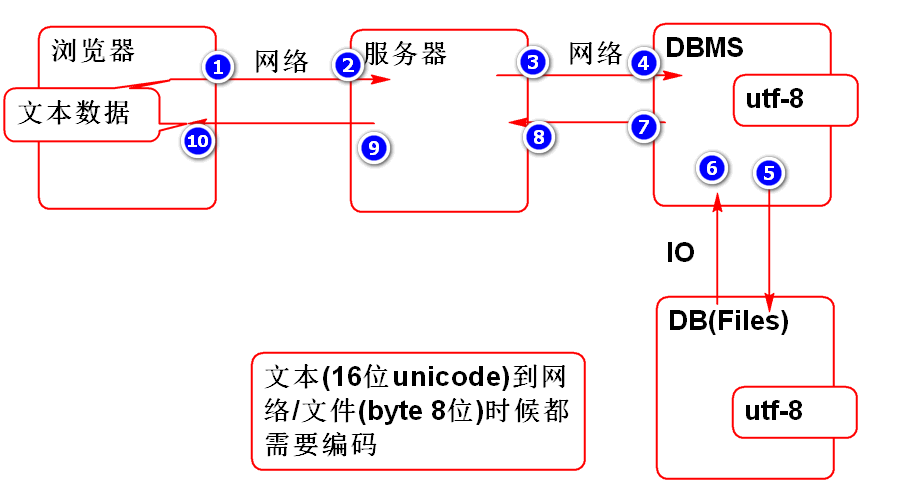 浏览器
1
网络
2
服务器
3
网络
4
DBMS
utf-8
文本数据
10
9
8
7
6
5
IO
DB(Files)
utf-8
文本(16位unicode)到网
络/文件(byte 8位)时候都
需要编码